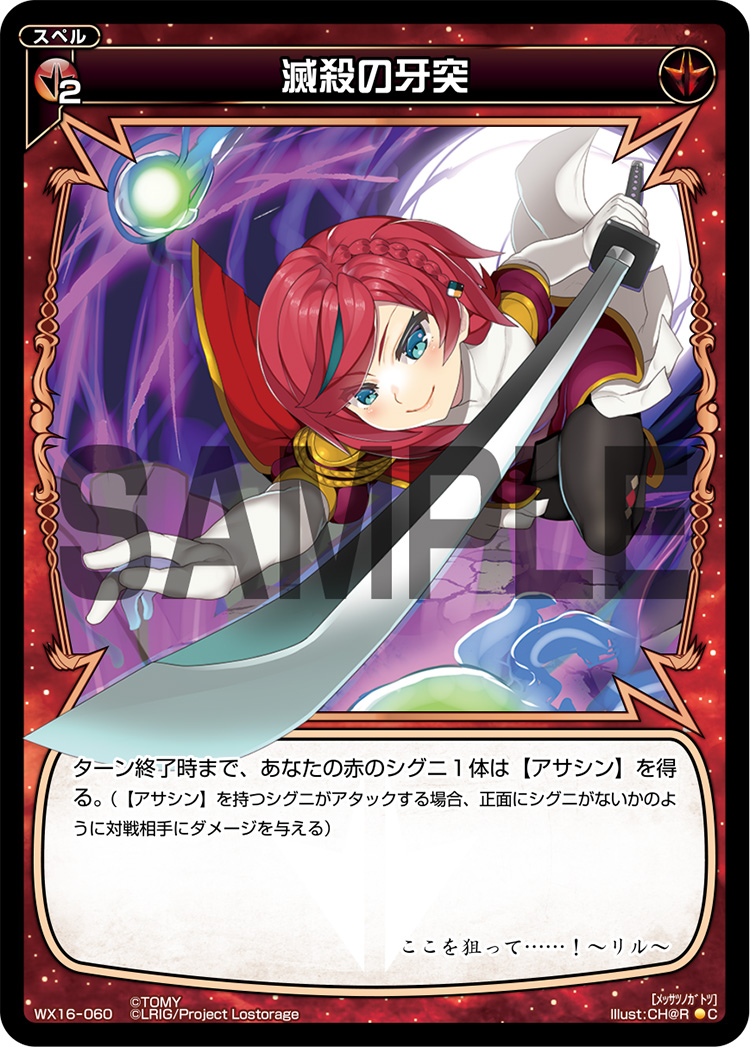 スペル
2
滅殺の牙突
SAMPLE
ターン終了時まで、あなたの赤のシグニ1体は【アサシン】を得
る。(【アサシン】を持つシグニがアタックする場合、正面にシグニがないかのよ
うに対戦相手にダメージを与える)
ここを狙って……!~リル~
©TOMY
[メッサツノガトツ]
WX16-060 ©LRIG/Project Lostorage
Illust:CH@R C